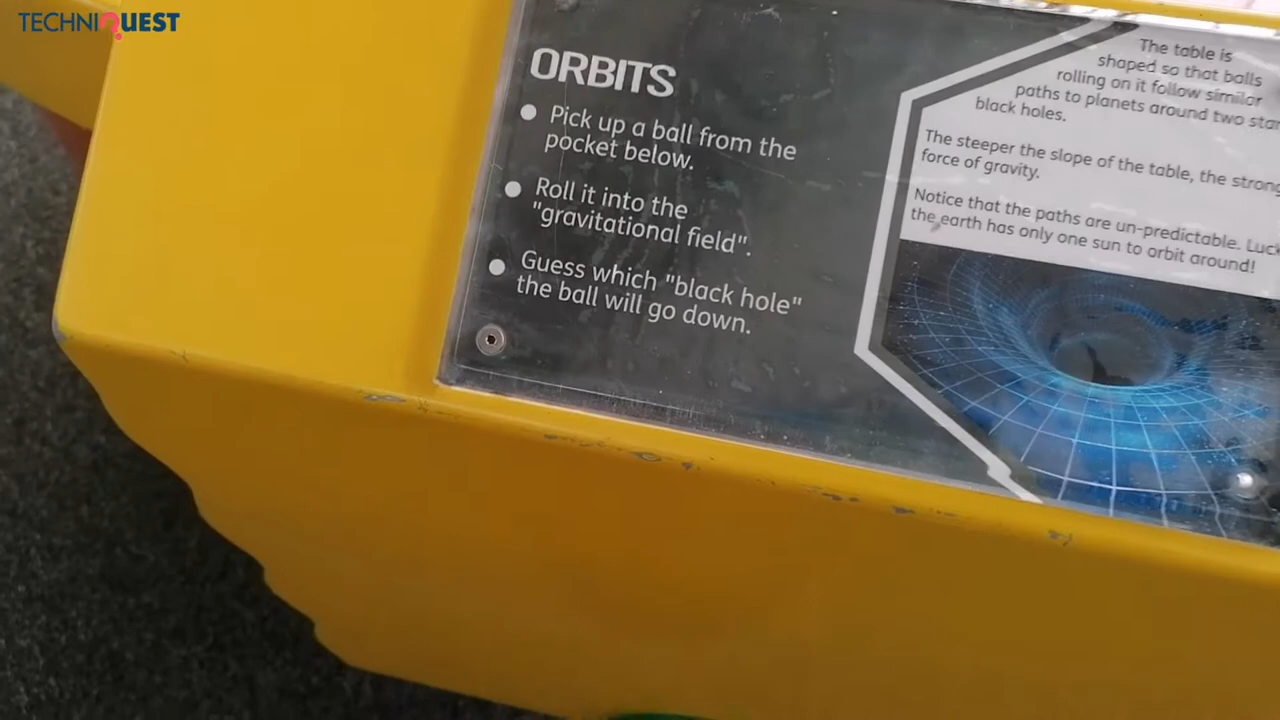 TECHNIQUEST
ORBITS
Pick up a ball from the
pocket below.
Roll it into the
"gravitational field".
Guess which "black hole"
the ball will go down.
The table is
shaped so that balls
rolling on it follow similar
paths to planets around two
black holes.
The steeper the slope of the table, the
force of gravity.
Notice that the paths are un-predictable.
the earth has only one sun to orbit around!